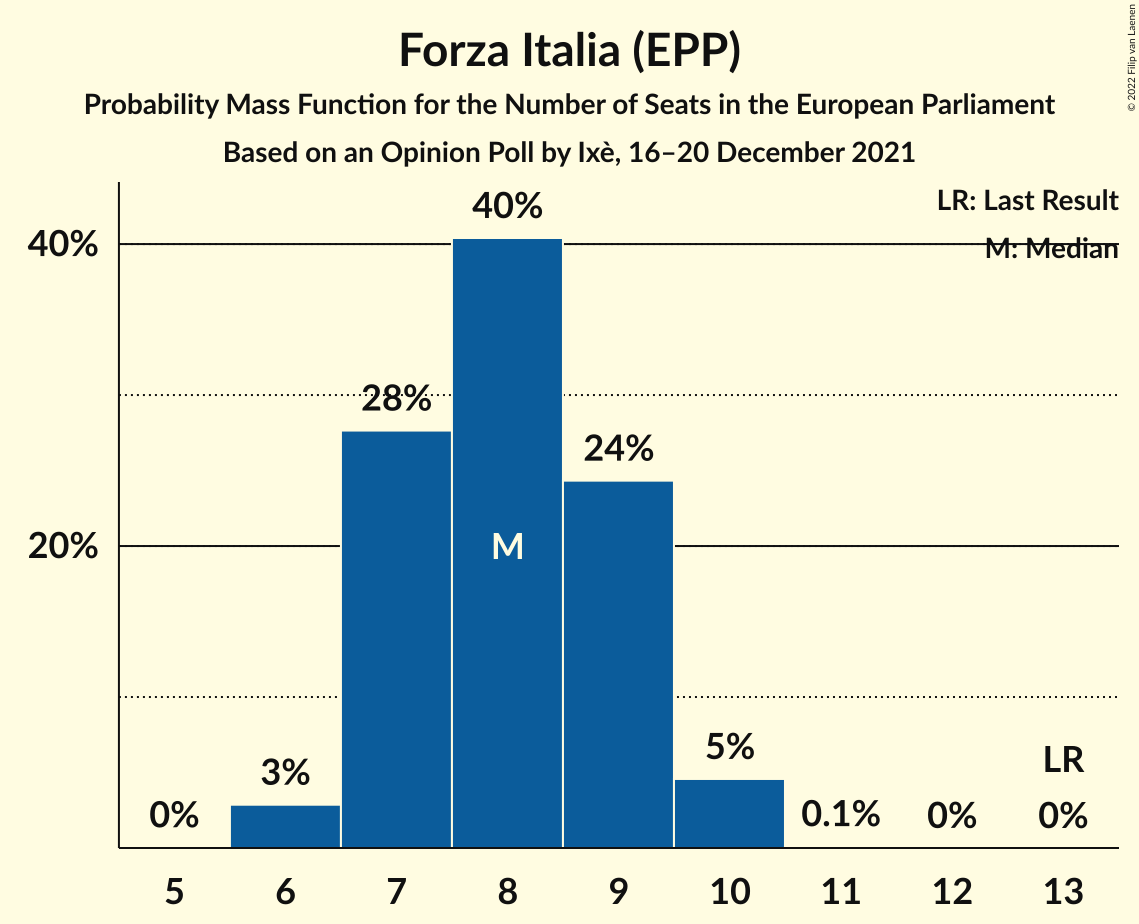 Forza Italia (EPP)
Probability Mass Function for the Number of Seats in the European Parliament
Based on an Opinion Poll by Ixè, 16–20 December 2021
© 2022 Filip van Laenen
LR: Last Result
M: Median
40%
20%
0%
3%
28%
40%
M
24%
5%
0.1%
0%
LR
0%
5 6 7 8 9 10 11 12 13